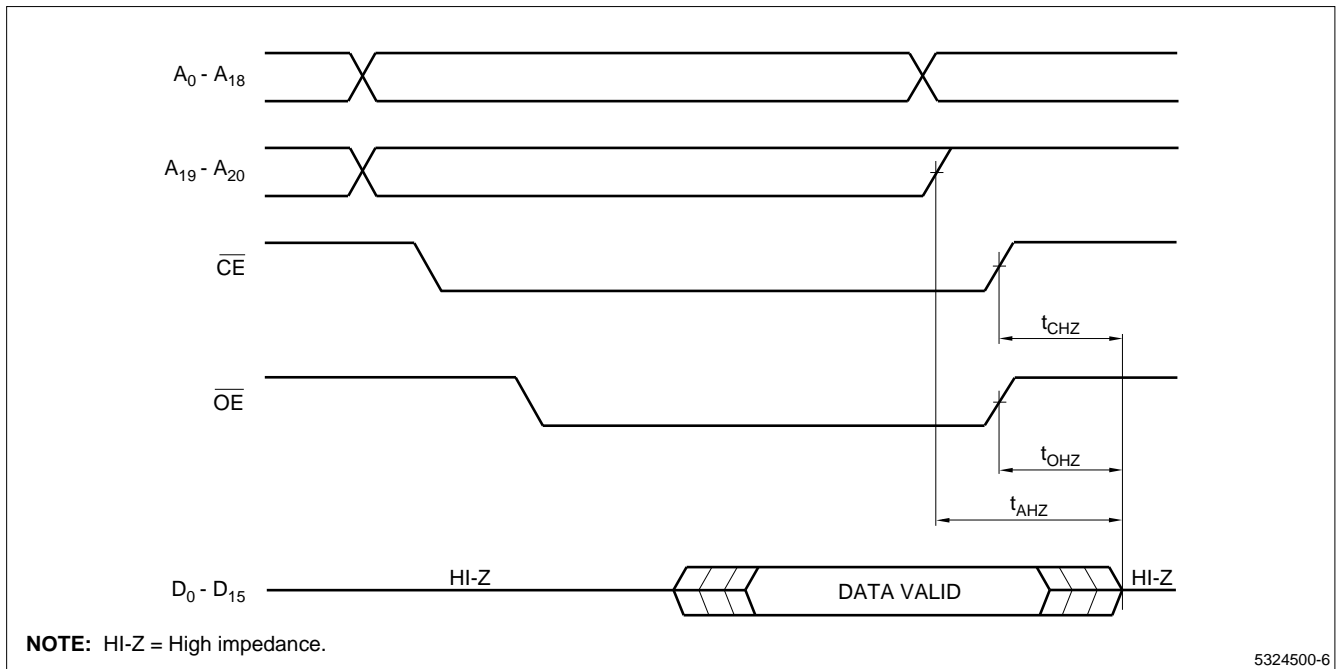 A0 - A18
A19 - A20
CE
tCHZ
OE
tOHZ
tAHZ
D0 - D15
HI-Z
DATA VALID
HI-Z
NOTE: HI-Z = High impedance.
5324500-6